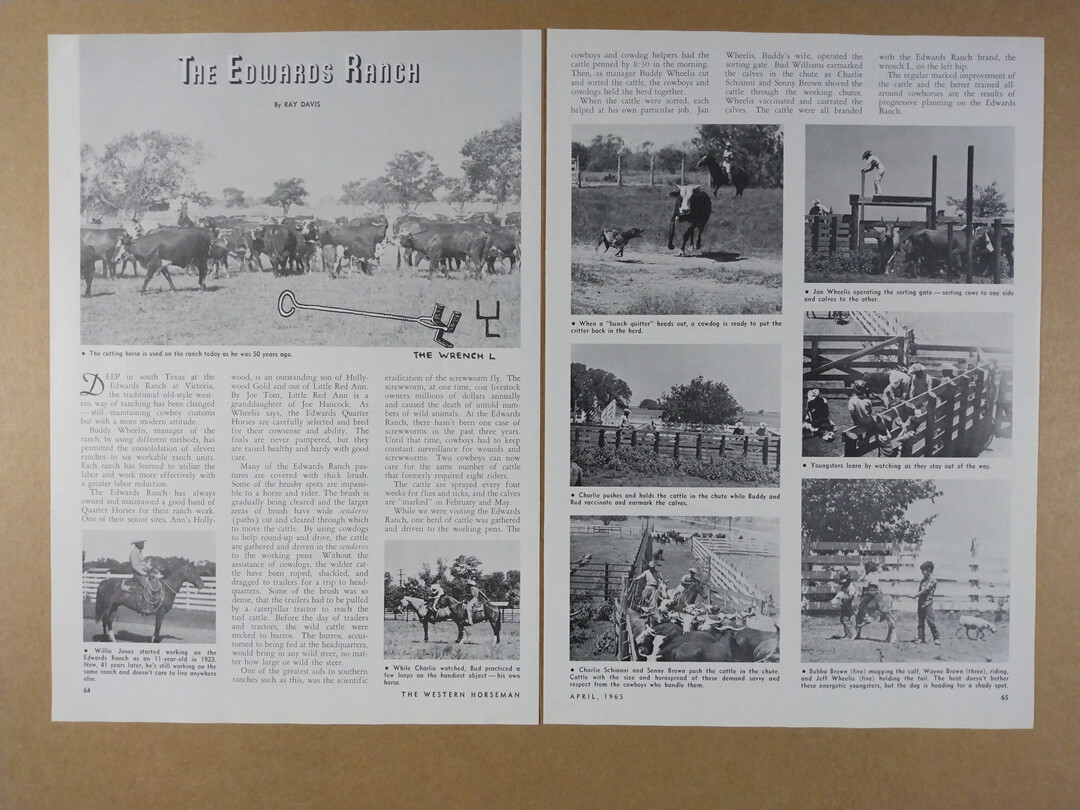 THE EDWARDS RANCH
By RAY DAVIS
THE WRENCH L
• The cutting horse is used on the ranch today as he was 50 years ago.
DEEP in south Texas at the
Edwards Ranch at Victoria,
the traditional old-style west-
ern way of ranching has been changed
— still maintaining cowboy customs
but with a more modern attitude.
Buddy Wheelis, manager of the
ranch, by using different methods, has
permitted the consolidation of eleven
ranches to six workable ranch units.
Each ranch has learned to utilize the
labor and work more effectively with
a greater labor reduction.
The Edwards Ranch has always
owned and maintained a good band of
Quarter Horses for their ranch work.
One of their senior sires, Ann's Holly-
• Willie Jones started working on the
Edwards Ranch as an 11-year-old in 1923.
Now, 41 years later, he's still working on the
same ranch and doesn't care to live anywhere
else.
64
wood, is an outstanding son of Holly-
wood Gold and out of Little Red Ann.
By Joe Tom, Little Red Ann is a
granddaughter of Joe Hancock. As
Wheelis says, the Edwards Quarter
Horses are carefully selected and bred
for their cowsense and ability. The
foals are never pampered, but they
are raised healthy and hardy with good
care.
Many of the Edwards Ranch pas-
tures are covered with thick brush.
Some of the brushy spots are impassi-
ble to a horse and rider. The brush is
gradually being cleared and the larger
areas of brush have wide senderos
(paths) cut and cleared through which
to move the cattle. By using cowdogs
to help round-up and drive, the cattle
are gathered and driven in the senderos
to the working pens. Without the
assistance of cowdogs, the wilder cat-
tle have been roped, shackled, and
dragged to trailers for a trip to head-
quarters. Some of the brush was so
dense, that the trailers had to be pulled
by a caterpillar tractor to reach the
tied cattle. Before the day of trailers
and tractors, the wild cattle were
necked to burros. The burros, accus-
tomed to being fed at the headquarters,
would bring in any wild steer, no mat-
ter how large or wild the steer.
One of the greatest aids to southern
ranches such as this, was the scientific
eradication of the screwworm fly. The
screwworm, at one time, cost livestock
owners millions of dollars annually
and caused the death of untold num-
bers of wild animals. At the Edwards
Ranch, there hasn't been one case of
screwworms in the past three years.
Until that time, cowboys had to keep
constant surveillance for wounds and
screwworms. Two cowboys can now
care for the same number of cattle
that formerly required eight riders.
The cattle are sprayed every four
weeks for flies and ticks, and the calves
are "marked" in February and May.
While we were visiting the Edwards
Ranch, one herd of cattle was gathered
and driven to the working pens. The
• While Charlie watched, Bud practiced a
few loops on the handiest object — his own
horse.
THE WESTERN HORSEMAN
cowboys and cowdog helpers had the
cattle penned by 8:30 in the morning.
Then, as manager Buddy Wheelis cut
and sorted the cattle, the cowboys and
cowdogs held the herd together.
When the cattle were sorted, each
helped at his own particular job. Jan
Wheelis, Buddy's wife, operated the
sorting gate. Bud Williams earmarked
the calves in the chute as Charlie
Schianni and Sonny Brown shoved the
cattle through the working chutes.
Wheelis vaccinated and castrated the
calves. The cattle were all branded
with the Edwards Ranch brand, the
wrench L, on the left hip.
The regular marked improvement of
the cattle and the better trained all-
around cowhorses are the results of
progressive planning on the Edwards
Ranch.
• When a "bunch quitter" heads out, a cowdog is ready to put the
critter back in the herd.
• Charlie pushes and holds the cattle in the chute while Buddy and
Bud vaccinate and earmark the calves.
• Charlie Schianni and Sonny Brown push the cattle in the chute.
Cattle with the size and hornspread of these demand savvy and
respect from the cowboys who handle them.
APRIL, 1965
• Jan Wheelis operating the sorting gate — sorting cows to one side
and calves to the other.
• Youngsters learn by watching as they stay out of the way.
• Bubba Brown (five) mugging the calf, Wayne Brown (three), riding,
and Jeff Wheelis (five) holding the tail. The heat doesn't bother
these energetic youngsters, but the dog is heading for a shady spot.
65